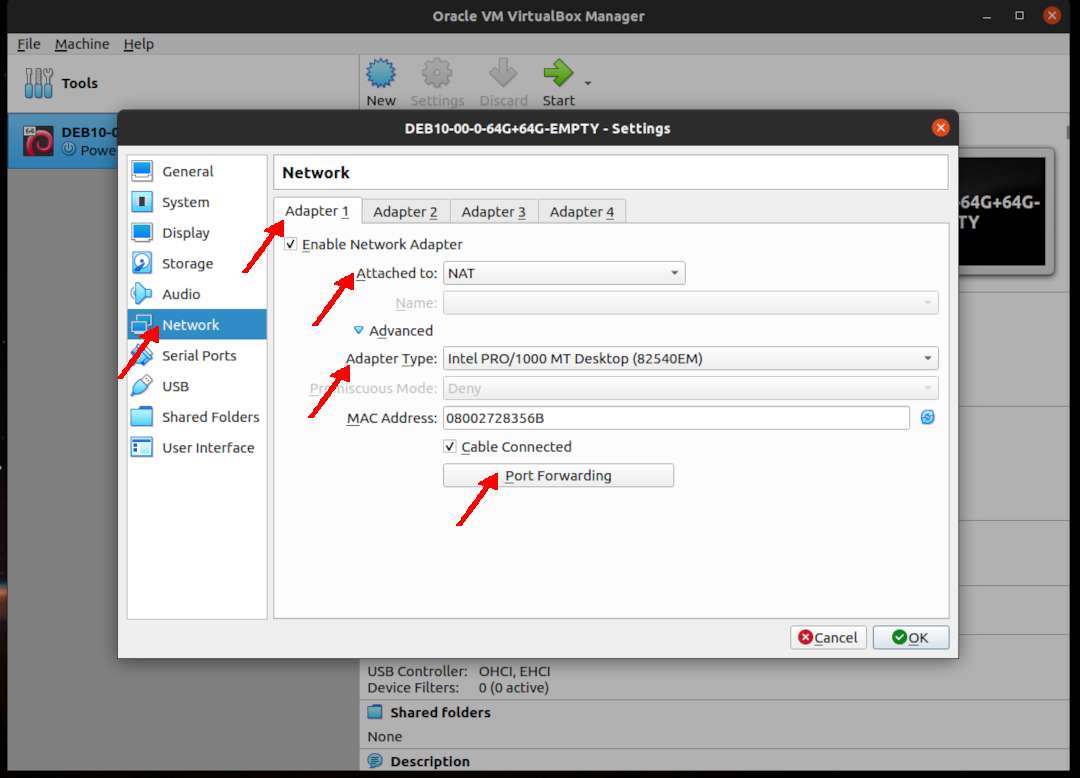 Oracle VM VirtualBox Manager
File Machine Help
Tools
New Settings Discard Start
64
DEB10-0
Powe
DEB10-00-0-64G+64G-EMPTY - Settings
General
System
Display
Storage
Audio
Network
Serial Ports
USB
Shared Folders
User Interface
Network
Adapter 1 Adapter 2 Adapter 3 Adapter 4
Enable Network Adapter
Attached to: NAT
Name:
Advanced
Adapter Type: Intel PRO/1000 MT Desktop (82540EM)
Promiscuous Mode: Deny
MAC Address: 08002728356B
Cable Connected
Port Forwarding
Cancel OK
64G+64G-
TY
USB Controller: OHCI, EHCI
Device Filters: 0 (0 active)
Shared folders
None
Description